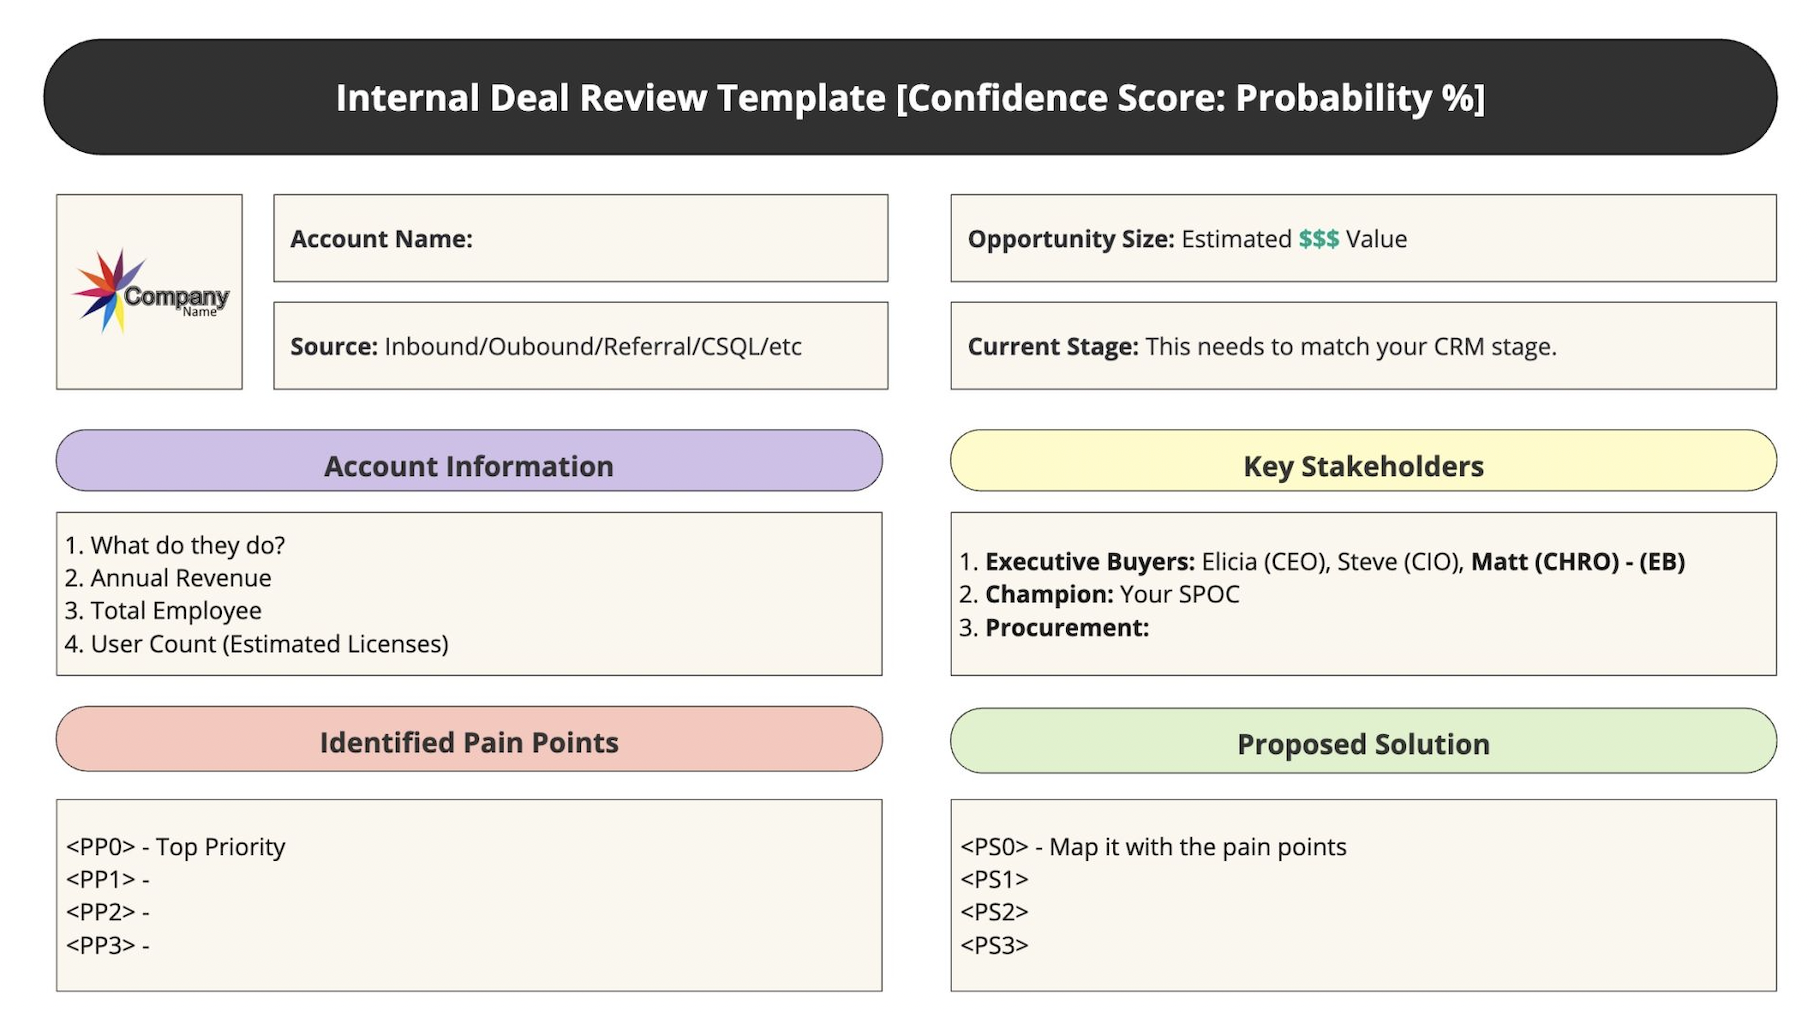 Internal Deal Review Template [Confidence Score: Probability %]
Company
Name
Account Name:
Opportunity Size: Estimated $$$ Value
Source: Inbound/Oubound/Referral/CSQL/etc
Current Stage: This needs to match your CRM stage.
Account Information
1. What do they do?
2. Annual Revenue
3. Total Employee
4. User Count (Estimated Licenses)
Key Stakeholders
1. Executive Buyers: Elicia (CEO), Steve (CIO), Matt (CHRO) - (EB)
2. Champion: Your SPOC
3. Procurement:
Identified Pain Points
<PP0> - Top Priority
<PP1> -
<PP2> -
<PP3> -
Proposed Solution
<PS0> - Map it with the pain points
<PS1>
<PS2>
<PS3>